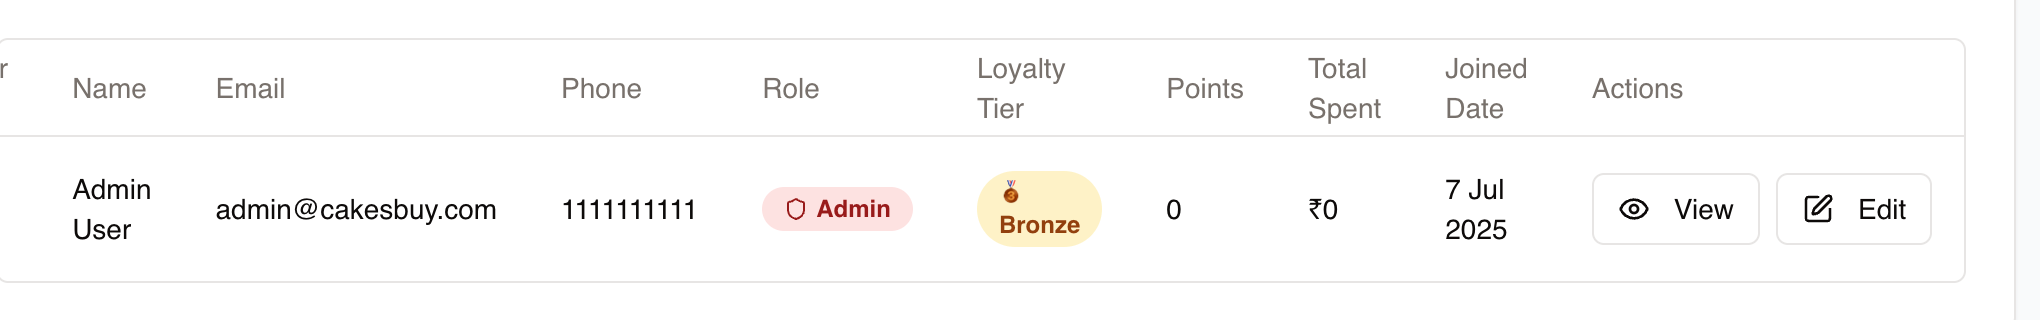 r
Name
Email
Phone
Role
Loyalty
Tier
Points
Total
Spent
Joined
Date
Actions
Admin
User
admin@cakesbuy.com
1111111111
Admin
Bronze
0
₹0
7 Jul
2025
View
Edit